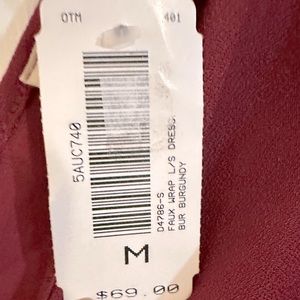 OTM 401
5AUC740
D4786-S
FAUX WRAP L/S DRESS
BUR BURGUNDY
M
$69.00